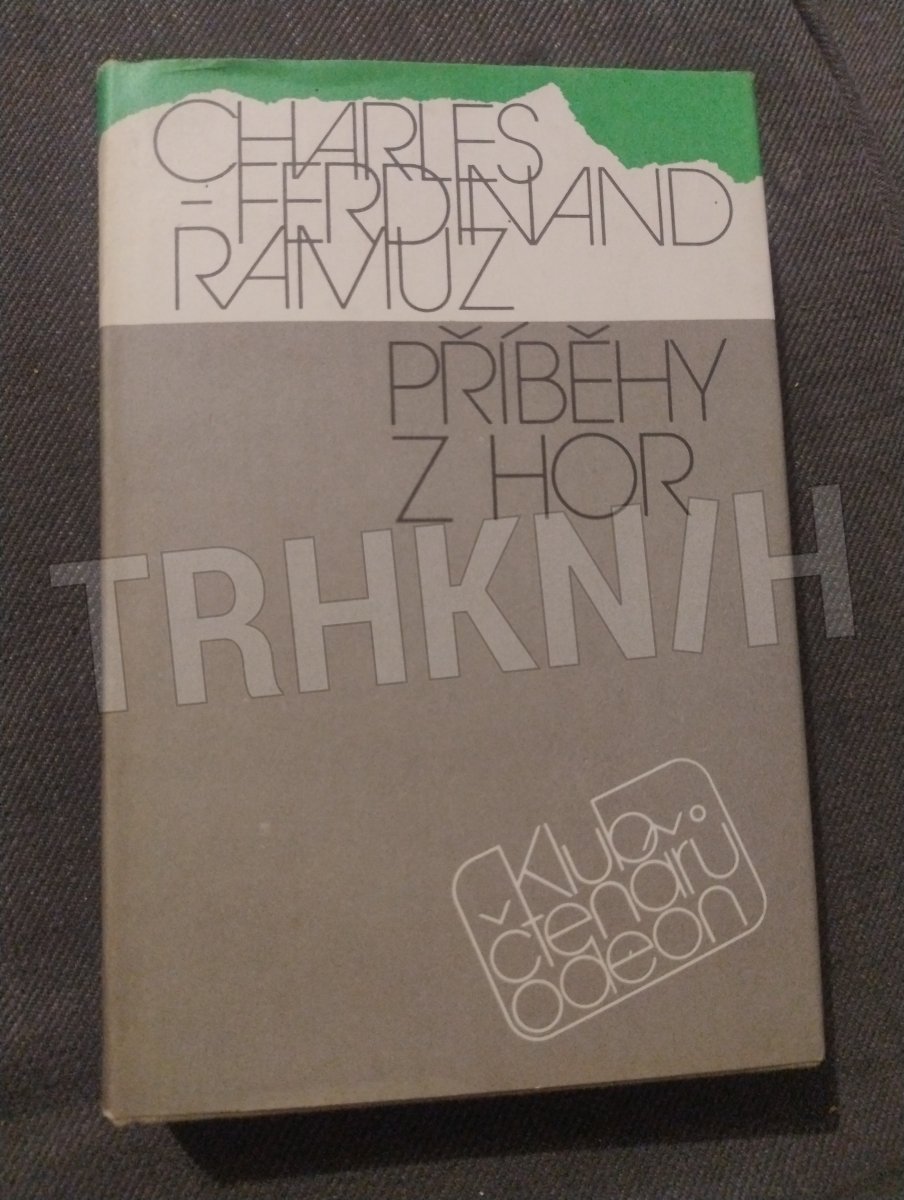 CHARLES
-FERDINAND
RAMUZ
PŘÍBĚHY
Z HOR
TRHKNIH
Klub
čtenářů
odeon